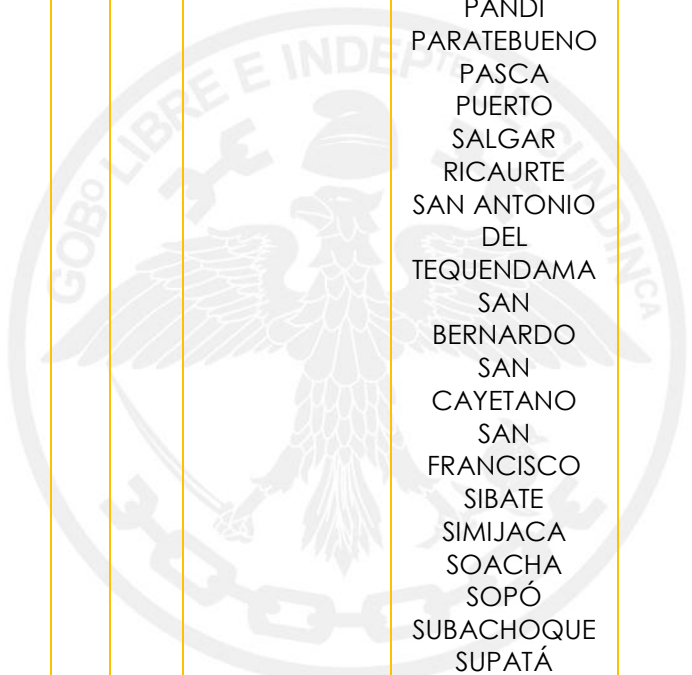 PANDI
PARATEBUENO
PASCA
PUERTO
SALGAR
RICAURTE
SAN ANTONIO
DEL
TEQUENDAMA
SAN
BERNARDO
SAN
CAYETANO
SAN
FRANCISCO
SIBATE
SIMIJACA
SOACHA
SOPÓ
SUBACHOQUE
SUPATÁ